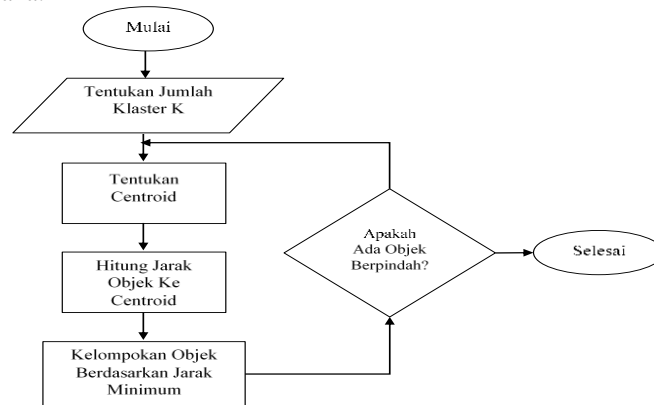 Mulai
Tentukan Jumlah
Klaster K
Tentukan
Centroid
Hitung Jarak
Objek Ke
Centroid
Kelompokan Objek
Berdasarkan Jarak
Minimum
Apakah
Ada Objek
Berpindah?
Selesai